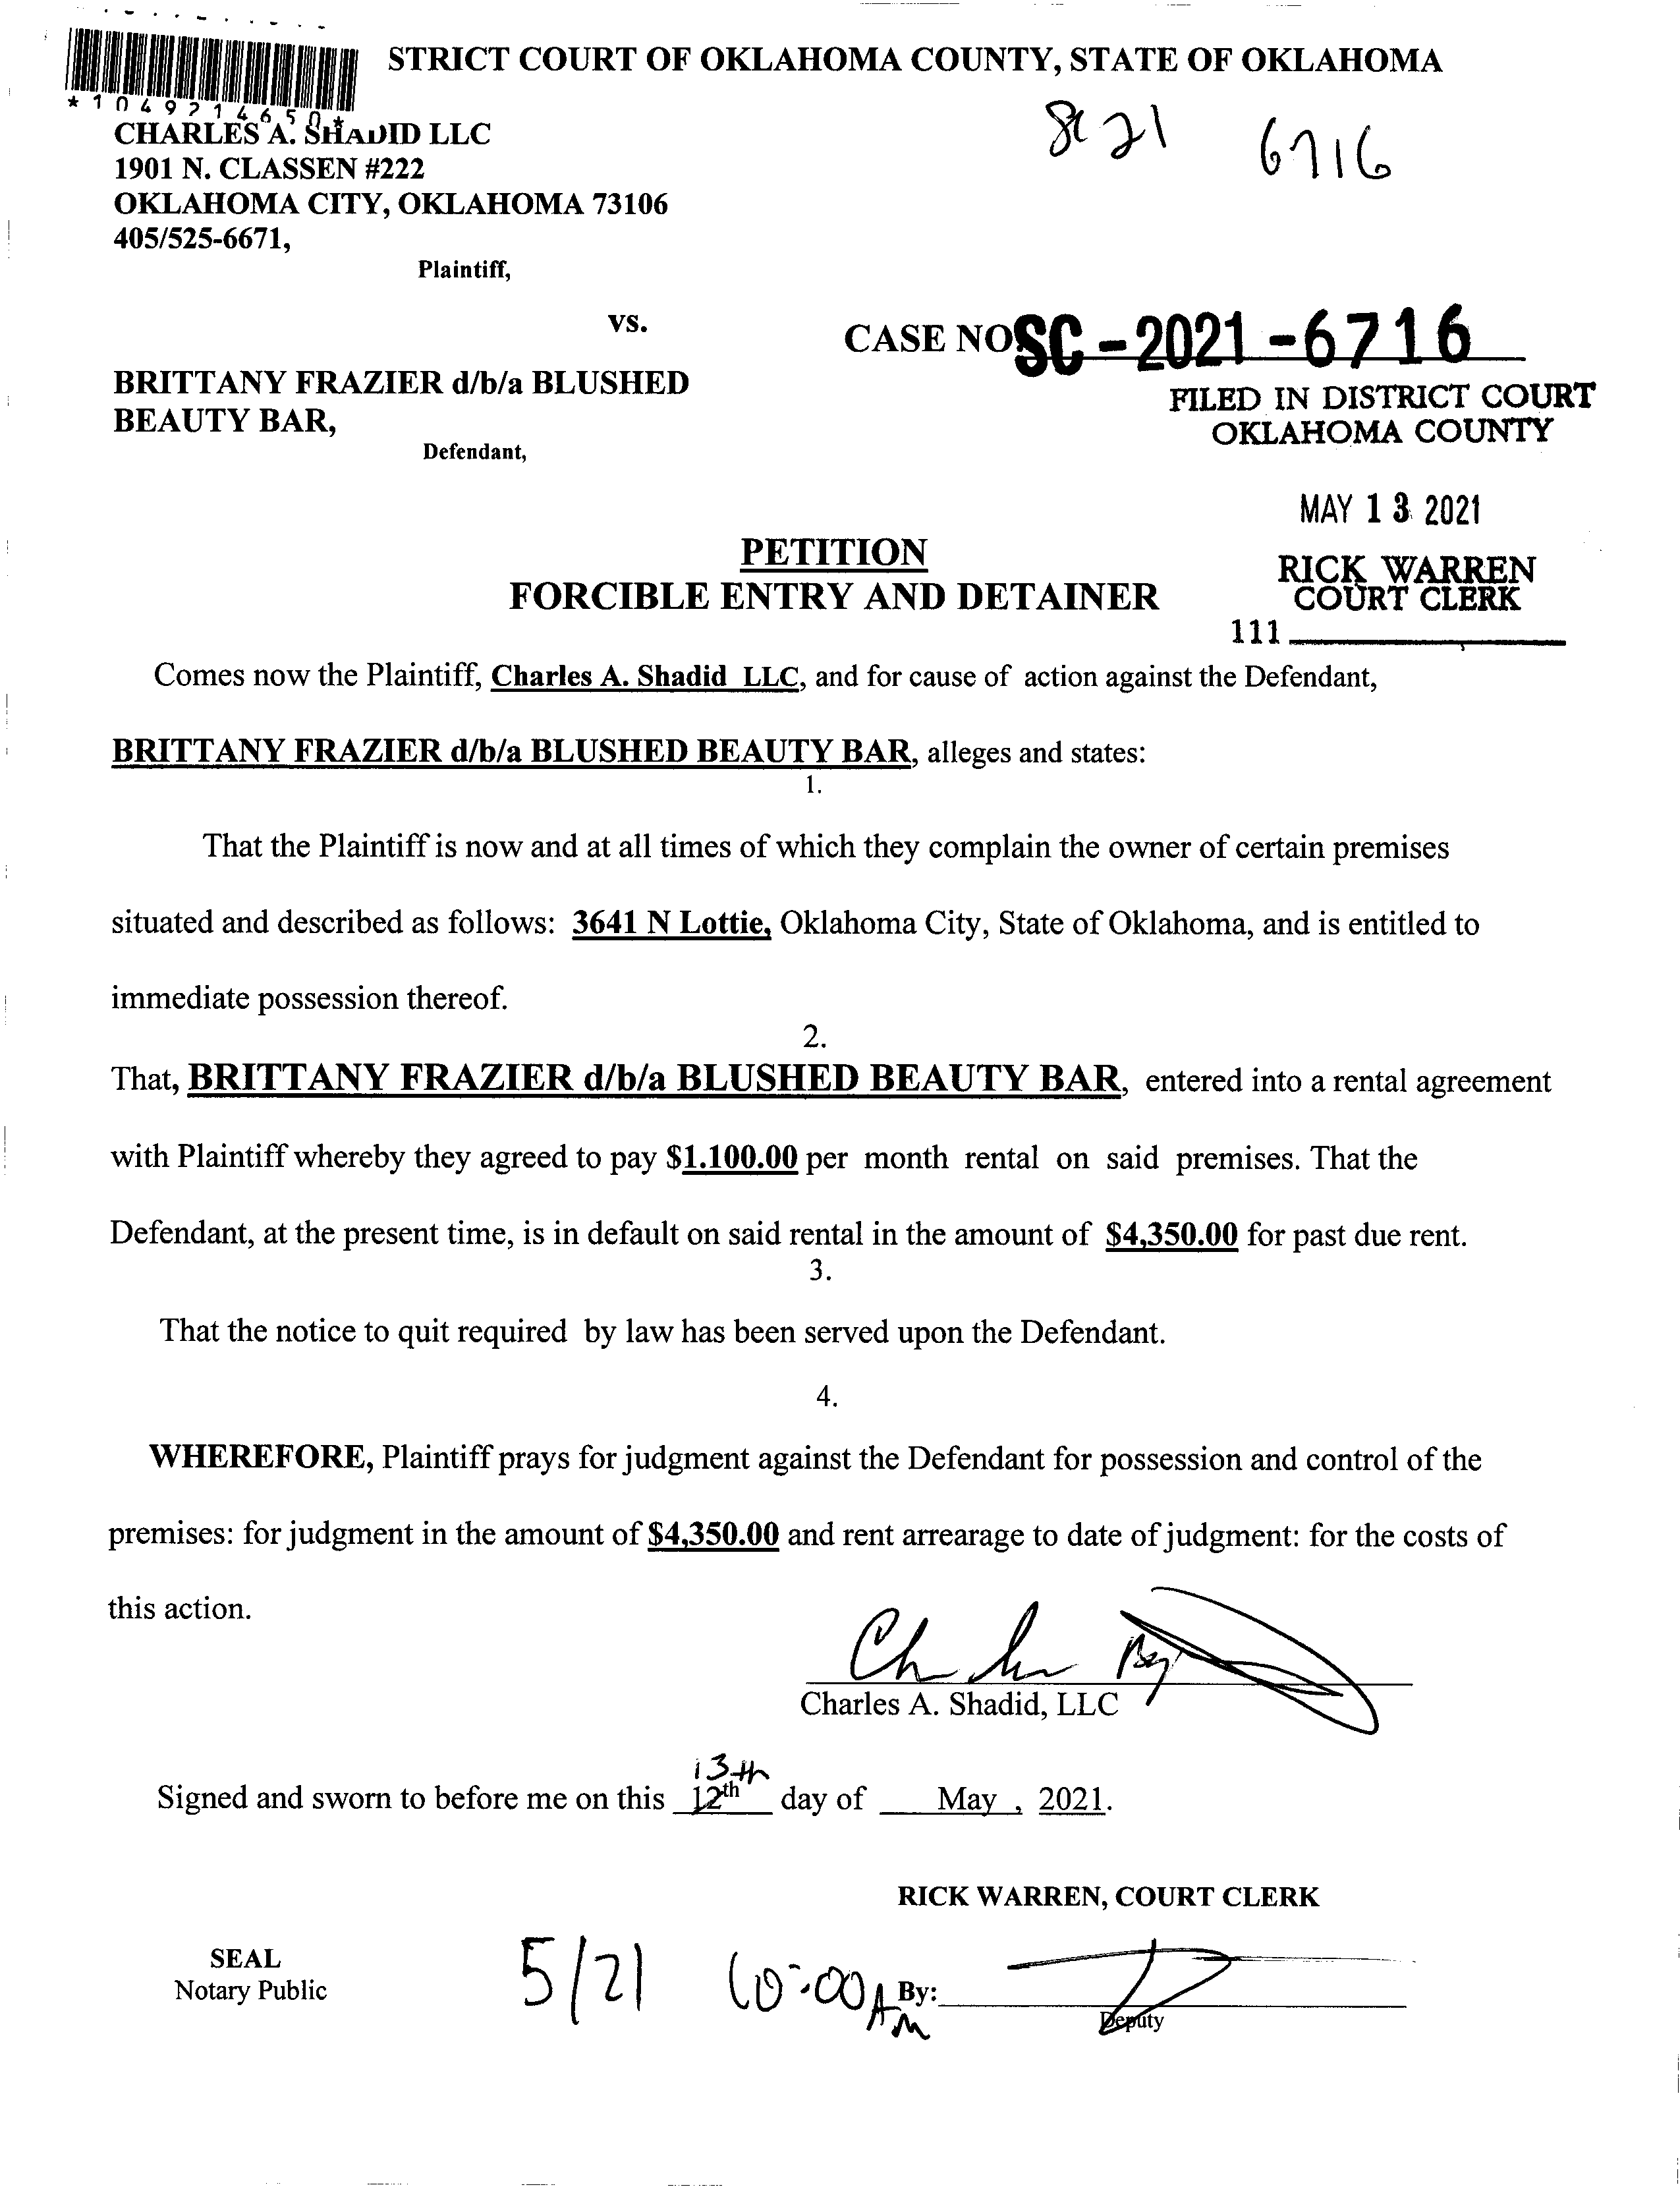 STRICT COURT OF OKLAHOMA COUNTY, STATE OF OKLAHOMA
*1049214650*
CHARLES A. SHADID LLC
SC 21 6716
1901 N. CLASSEN #222
OKLAHOMA CITY, OKLAHOMA 73106
405/525-6671,
Plaintiff,
vs.
CASE NO. SC-2021-6716
BRITTANY FRAZIER d/b/a BLUSHED
BEAUTY BAR,
Defendant,
FILED IN DISTRICT COURT
OKLAHOMA COUNTY
MAY 13 2021
PETITION
FORCIBLE ENTRY AND DETAINER
RICK WARREN
COURT CLERK
111
Comes now the Plaintiff, Charles A. Shadid LLC, and for cause of action against the Defendant,
BRITTANY FRAZIER d/b/a BLUSHED BEAUTY BAR, alleges and states:
1.
That the Plaintiff is now and at all times of which they complain the owner of certain premises
situated and described as follows: 3641 N Lottie, Oklahoma City, State of Oklahoma, and is entitled to
immediate possession thereof.
2.
That, BRITTANY FRAZIER d/b/a BLUSHED BEAUTY BAR, entered into a rental agreement
with Plaintiff whereby they agreed to pay $1.100.00 per month rental on said premises. That the
Defendant, at the present time, is in default on said rental in the amount of $4,350.00 for past due rent.
3.
That the notice to quit required by law has been served upon the Defendant.
4.
WHEREFORE, Plaintiff prays for judgment against the Defendant for possession and control of the
premises: for judgment in the amount of $4,350.00 and rent arrearage to date of judgment: for the costs of
this action.
Charles A. Shadid, LLC
13th
Signed and sworn to before me on this 12th day of May , 2021.
RICK WARREN, COURT CLERK
SEAL
Notary Public
5/21 10:00 AM
By:
Deputy